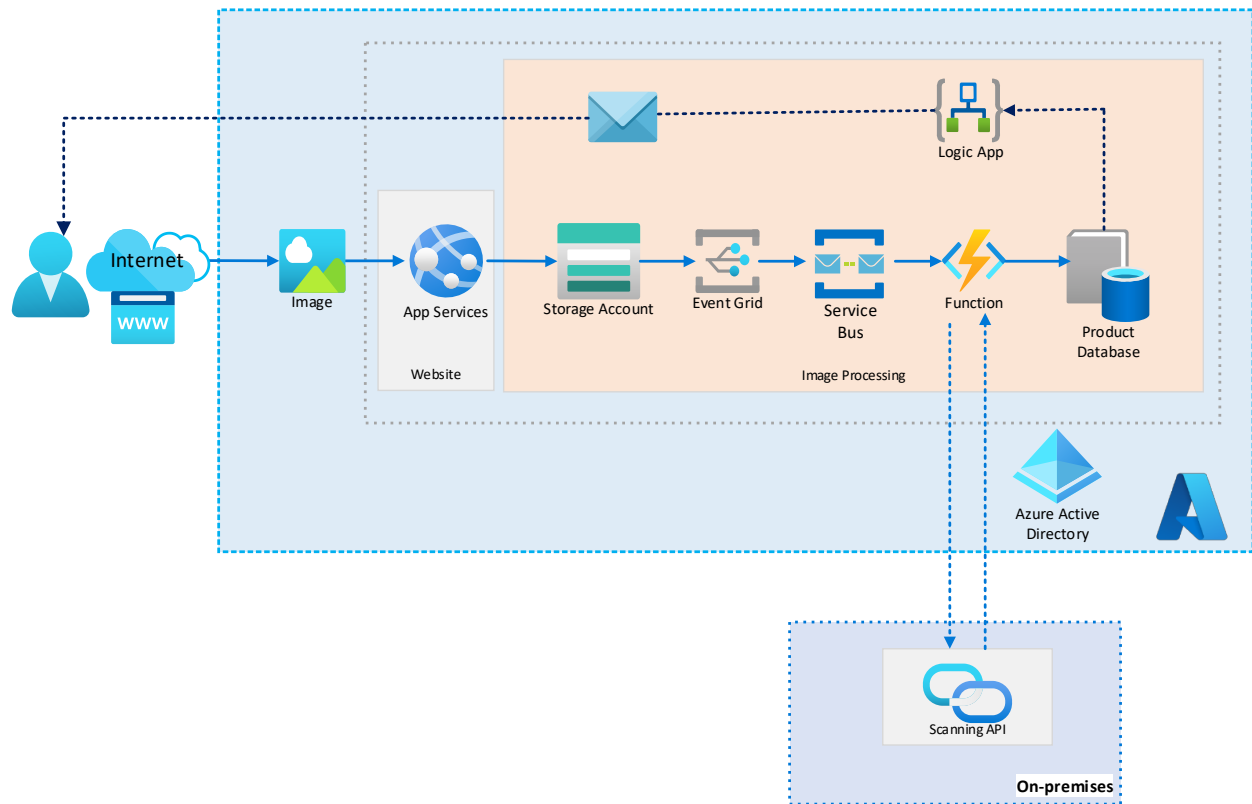 Logic App
Internet
WWW
Image
App Services
Website
Storage Account
Event Grid
Service
Bus
Function
Product
Database
Image Processing
Azure Active
Directory
Scanning API
On-premises